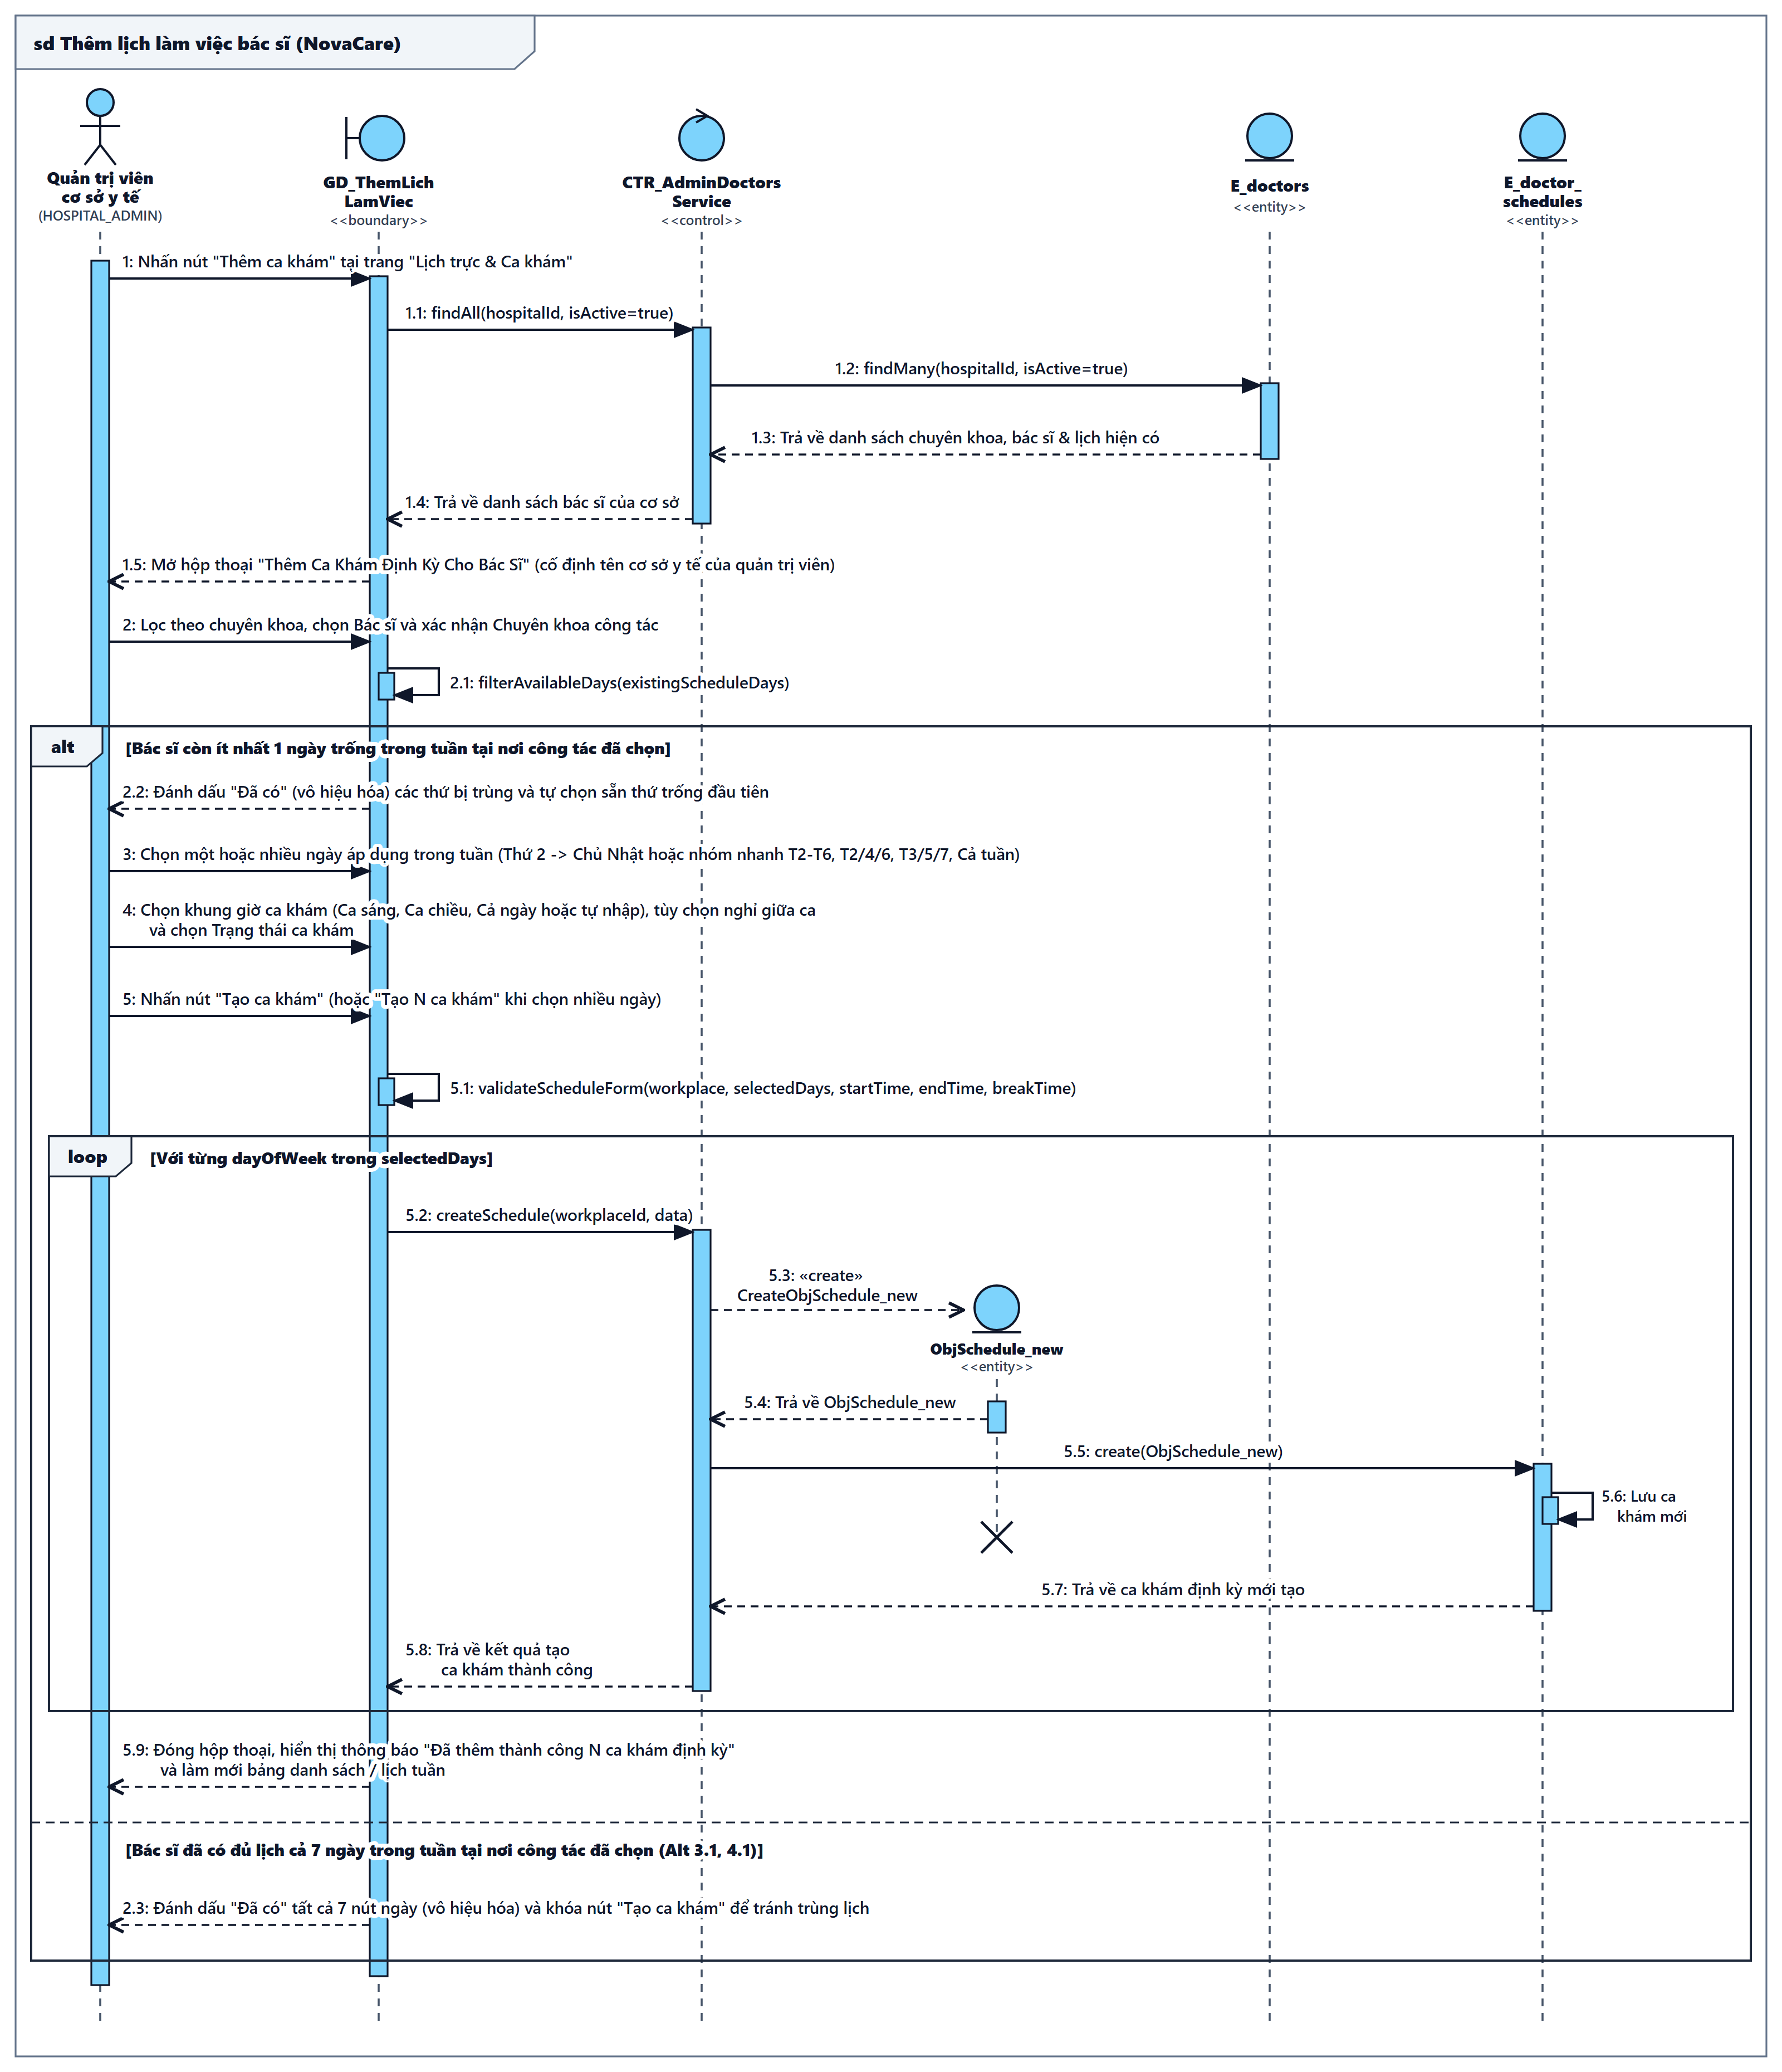 sd Thêm lịch làm việc bác sĩ (NovaCare)
Quản trị viên
cơ sở y tế
(HOSPITAL_ADMIN)
GD_ThemLich
LamViec
<<boundary>>
CTR_AdminDoctors
Service
<<control>>
E_doctors
<<entity>>
E_doctor_
schedules
<<entity>>
1: Nhấn nút "Thêm ca khám" tại trang "Lịch trực & Ca khám"
1.1: findAll(hospitalId, isActive=true)
1.2: findMany(hospitalId, isActive=true)
1.3: Trả về danh sách chuyên khoa, bác sĩ & lịch hiện có
1.4: Trả về danh sách bác sĩ của cơ sở
1.5: Mở hộp thoại "Thêm Ca Khám Định Kỳ Cho Bác Sĩ" (cố định tên cơ sở y tế của quản trị viên)
2: Lọc theo chuyên khoa, chọn Bác sĩ và xác nhận Chuyên khoa công tác
2.1: filterAvailableDays(existingScheduleDays)
alt
[Bác sĩ còn ít nhất 1 ngày trống trong tuần tại nơi công tác đã chọn]
2.2: Đánh dấu "Đã có" (vô hiệu hóa) các thứ bị trùng và tự chọn sẵn thứ trống đầu tiên
3: Chọn một hoặc nhiều ngày áp dụng trong tuần (Thứ 2 -> Chủ Nhật hoặc nhóm nhanh T2-T6, T2/4/6, T3/5/7, Cả tuần)
4: Chọn khung giờ ca khám (Ca sáng, Ca chiều, Cả ngày hoặc tự nhập), tùy chọn nghỉ giữa ca
và chọn Trạng thái ca khám
5: Nhấn nút "Tạo ca khám" (hoặc "Tạo N ca khám" khi chọn nhiều ngày)
5.1: validateScheduleForm(workplace, selectedDays, startTime, endTime, breakTime)
loop
[Với từng dayOfWeek trong selectedDays]
5.2: createSchedule(workplaceId, data)
5.3: «create»
CreateObjSchedule_new
ObjSchedule_new
<<entity>>
5.4: Trả về ObjSchedule_new
5.5: create(ObjSchedule_new)
5.6: Lưu ca
khám mới
5.7: Trả về ca khám định kỳ mới tạo
5.8: Trả về kết quả tạo
ca khám thành công
5.9: Đóng hộp thoại, hiển thị thông báo "Đã thêm thành công N ca khám định kỳ"
và làm mới bảng danh sách / lịch tuần
[Bác sĩ đã có đủ lịch cả 7 ngày trong tuần tại nơi công tác đã chọn (Alt 3.1, 4.1)]
2.3: Đánh dấu "Đã có" tất cả 7 nút ngày (vô hiệu hóa) và khóa nút "Tạo ca khám" để tránh trùng lịch